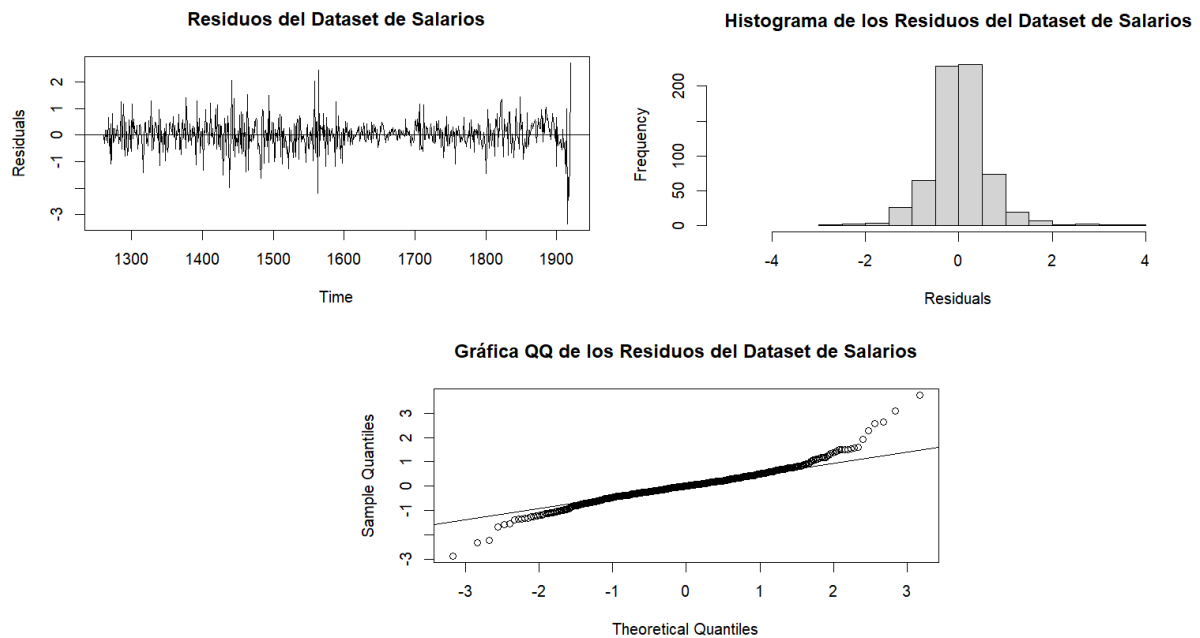 Residuos del Dataset de Salarios
Residuals
2
1
0
-1
-3
1300 1400 1500 1600 1700 1800 1900
Time
Histograma de los Residuos del Dataset de Salarios
Frequency
200
100
50
0
-4 -2 0 2 4
Residuals
Gráfica QQ de los Residuos del Dataset de Salarios
Sample Quantiles
3
2
1
0
-1
-3
-3 -2 -1 0 1 2 3
Theoretical Quantiles